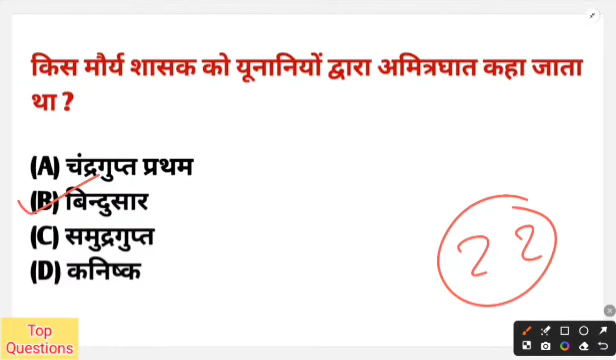 किस मौर्य शासक को यूनानियों द्वारा अमित्रघात कहा जाता
था ?
(A) चंद्रगुप्त प्रथम
(B) बिन्दुसार
(C) समुद्रगुप्त
(D) कनिष्क
22
Top
Questions